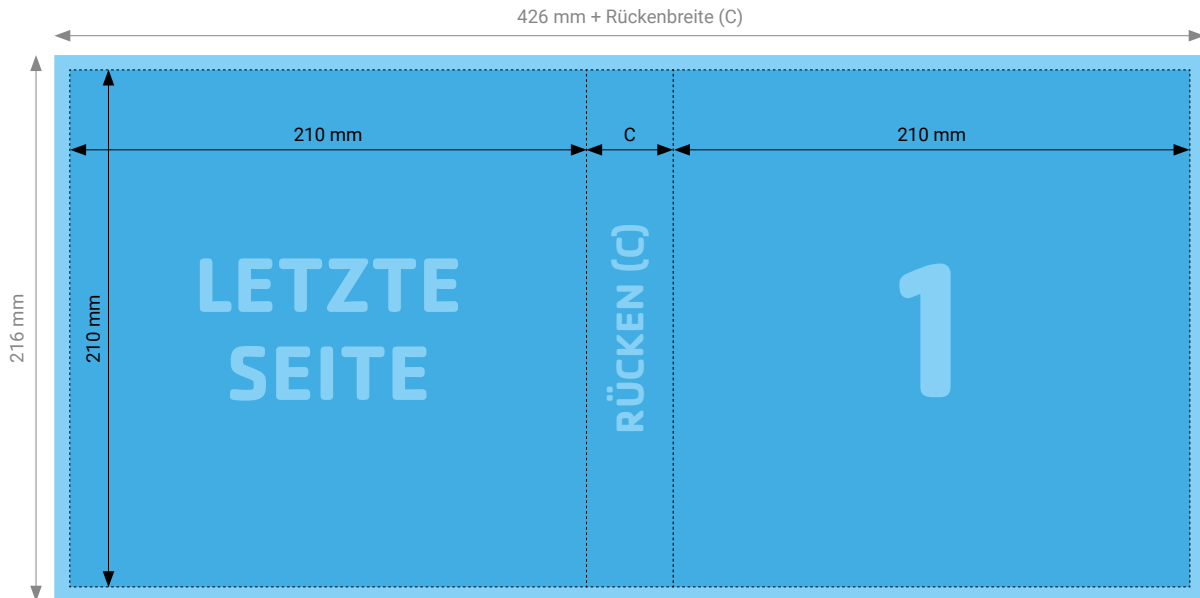 426 mm + Rückenbreite (C)
210 mm
C
210 mm
LETZTE
SEITE
RÜCKEN (C)
1
216 mm
210 mm